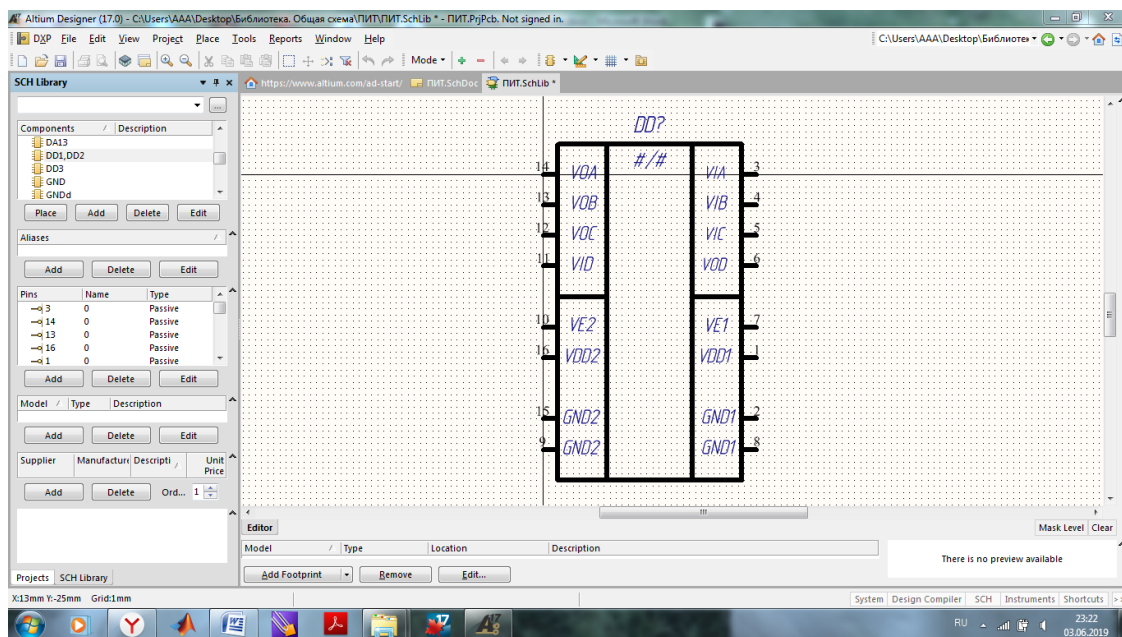 Altium Designer (17.0) - C:\Users\AAA\Desktop\Библиотека. Общая схема\ПИТ\ПИТ.SchLib * - ПИТ.PrjPcb. Not signed in.
DXP File Edit View Project Place Tools Reports Window Help C:\Users\AAA\Desktop\Библиотек
Mode
SCH Library https://www.altium.com/ad-start/ ПИТ.SchDoc ПИТ.SchLib *
...
Components / Description
DA13
DD1,DD2
DD3
GND
GNDd
Place Add Delete Edit
Aliases /
Add Delete Edit
Pins Name Type
3 0 Passive
14 0 Passive
13 0 Passive
16 0 Passive
1 0 Passive
Add Delete Edit
Model / Type Description
Add Delete Edit
Supplier Manufacture Descripti / Unit Price
Add Delete Ord... 1
DD?
#/#
14 VOA VIA 3
13 VOB VIB 4
12 VOC VIC 5
11 VID VOD 6
10 VE2 VE1 7
16 VDD2 VDD1 1
15 GND2 GND1 2
9 GND2 GND1 8
Editor Mask Level Clear
Model / Type Location Description
There is no preview available
Add Footprint Remove Edit...
Projects SCH Library
X:13mm Y:-25mm Grid:1mm System Design Compiler SCH Instruments Shortcuts >>
RU 23:22
03.06.2019